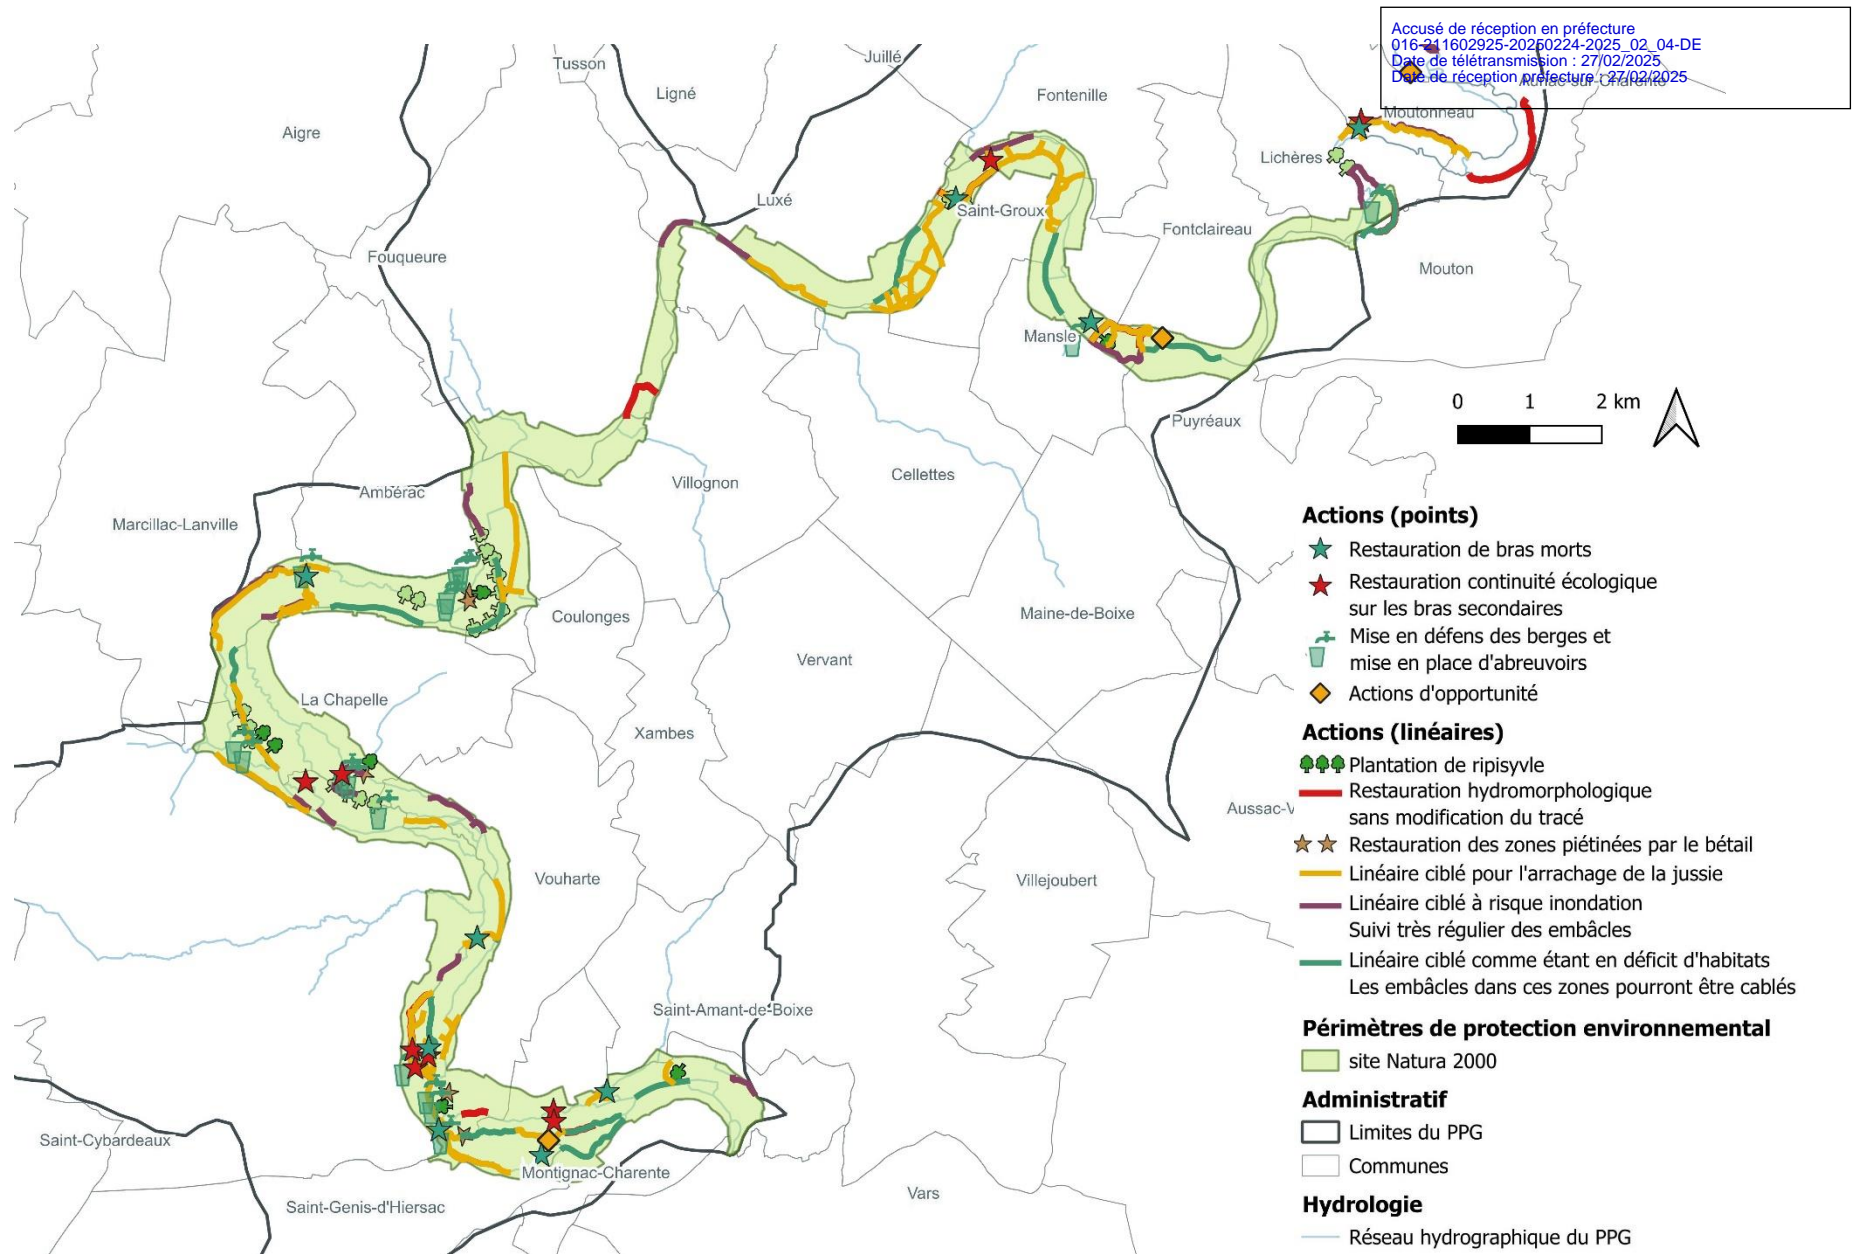 Accusé de réception en préfecture
016-211602925-20250224-2025_02_04-DE
Date de télétransmission : 27/02/2025
Date de réception préfecture : 27/02/2025
Aunac-sur-Charente
Juillé
Tusson
Ligné
Fontenille
Moutonneau
Aigre
Lichères
Luxé
Saint-Groux
Fontclaireau
Fouqueure
Mouton
Mansle
0 1 2 km
Puyréaux
Cellettes
Villognon
Ambérac
Marcillac-Lanville
Coulonges
Maine-de-Boixe
Vervant
La Chapelle
Xambes
Aussac-V
Vouharte
Villejoubert
Saint-Amant-de-Boixe
Saint-Cybardeaux
Montignac-Charente
Vars
Saint-Genis-d'Hiersac
Actions (points)
Restauration de bras morts
Restauration continuité écologique
sur les bras secondaires
Mise en défens des berges et
mise en place d'abreuvoirs
Actions d'opportunité
Actions (linéaires)
Plantation de ripisyvle
Restauration hydromorphologique
sans modification du tracé
Restauration des zones piétinées par le bétail
Linéaire ciblé pour l'arrachage de la jussie
Linéaire ciblé à risque inondation
Suivi très régulier des embâcles
Linéaire ciblé comme étant en déficit d'habitats
Les embâcles dans ces zones pourront être cablés
Périmètres de protection environnemental
site Natura 2000
Administratif
Limites du PPG
Communes
Hydrologie
Réseau hydrographique du PPG